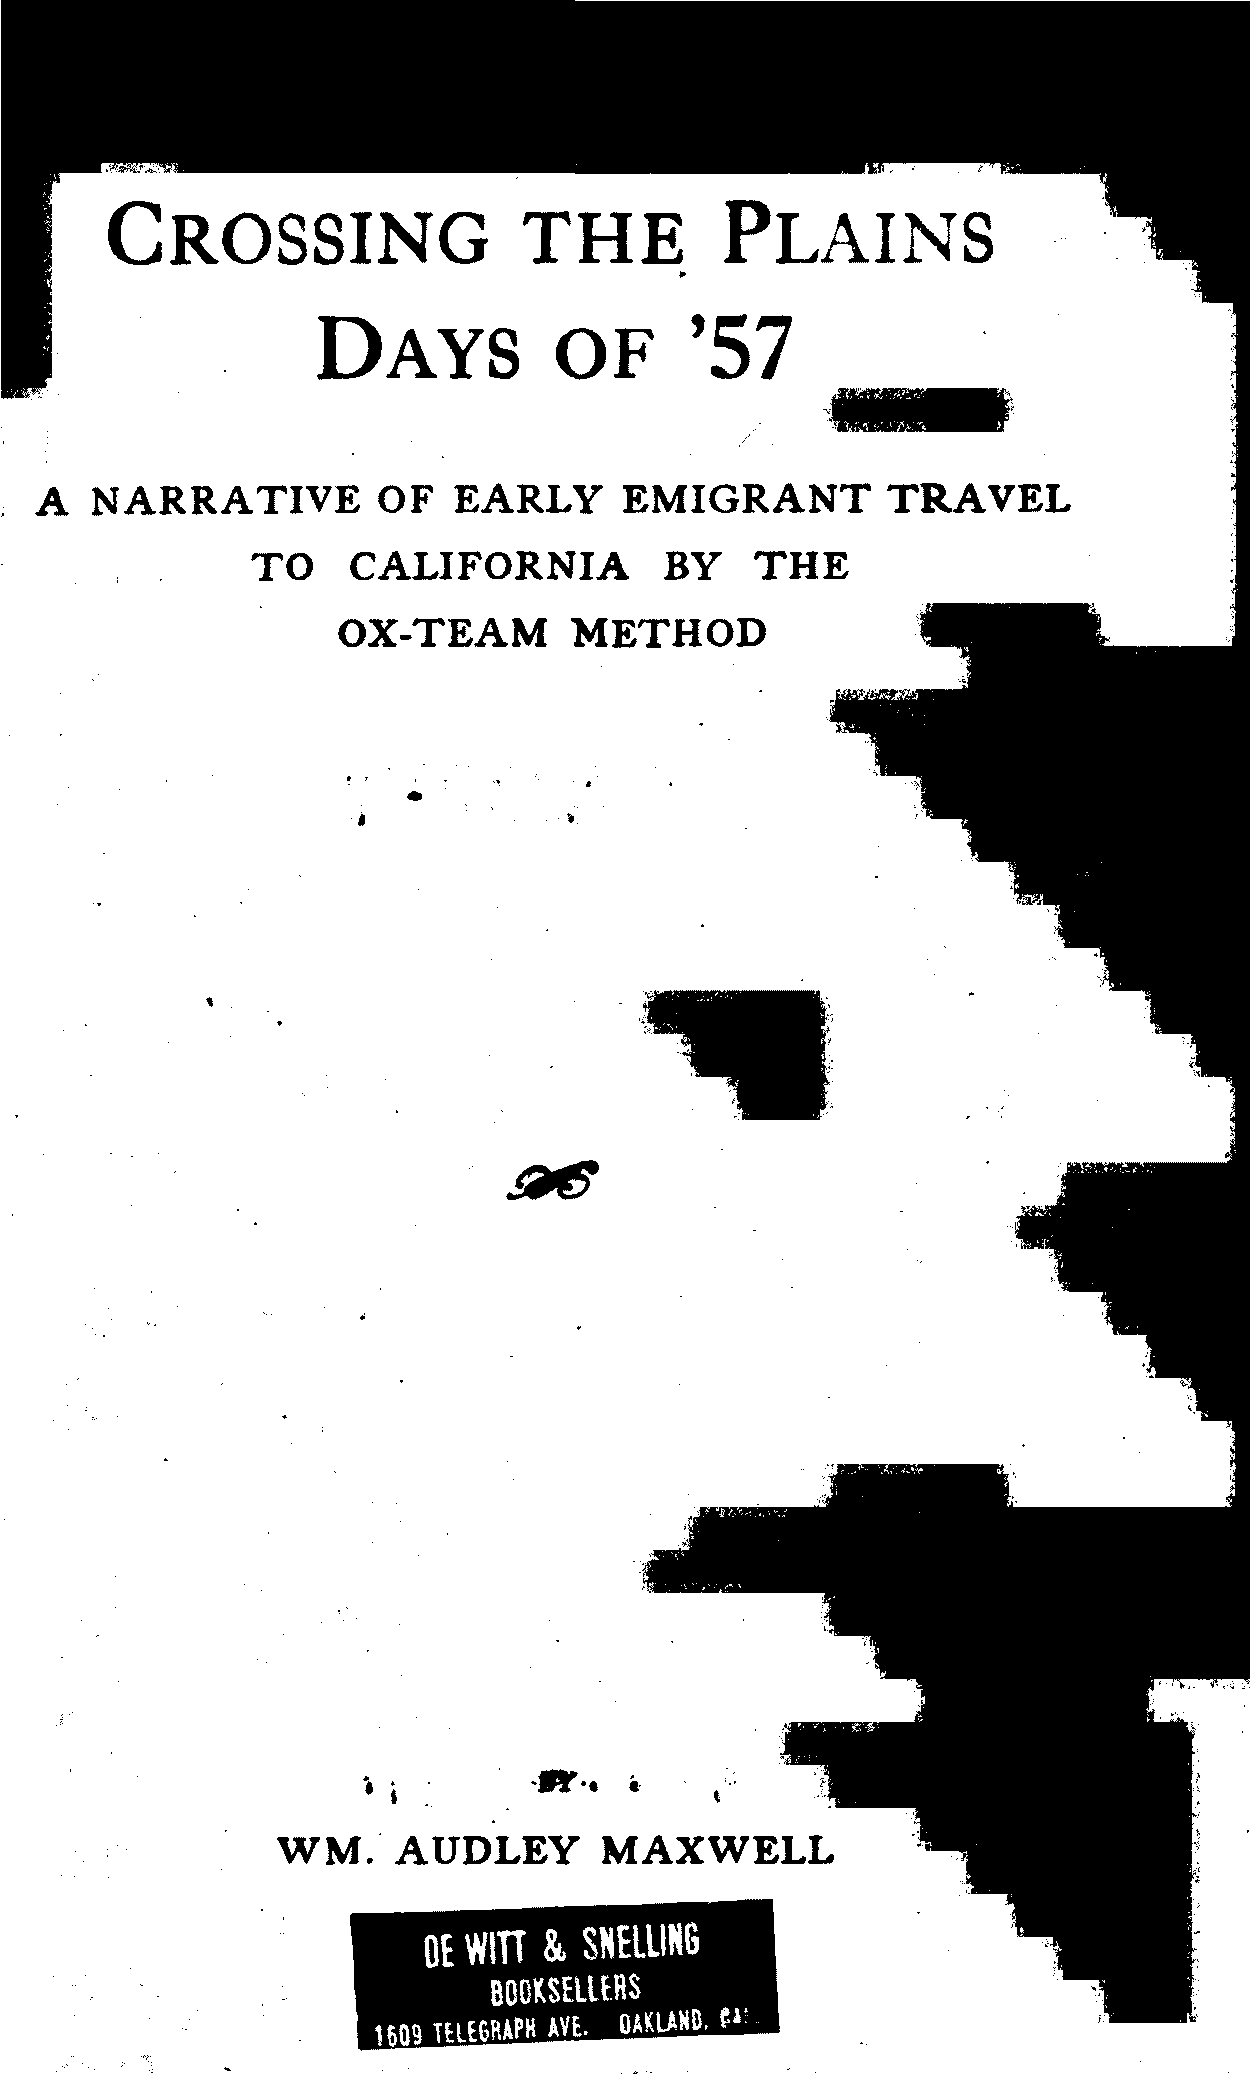 CROSSING THE PLAINS
DAYS OF ’57
A NARRATIVE OF EARLY EMIGRANT TRAVEL
TO CALIFORNIA BY THE
OX-TEAM METHOD
BY
WM. AUDLEY MAXWELL
DE WITT & SNELLING
BOOKSELLERS
1609 TELEGRAPH AVE. OAKLAND, CAL.